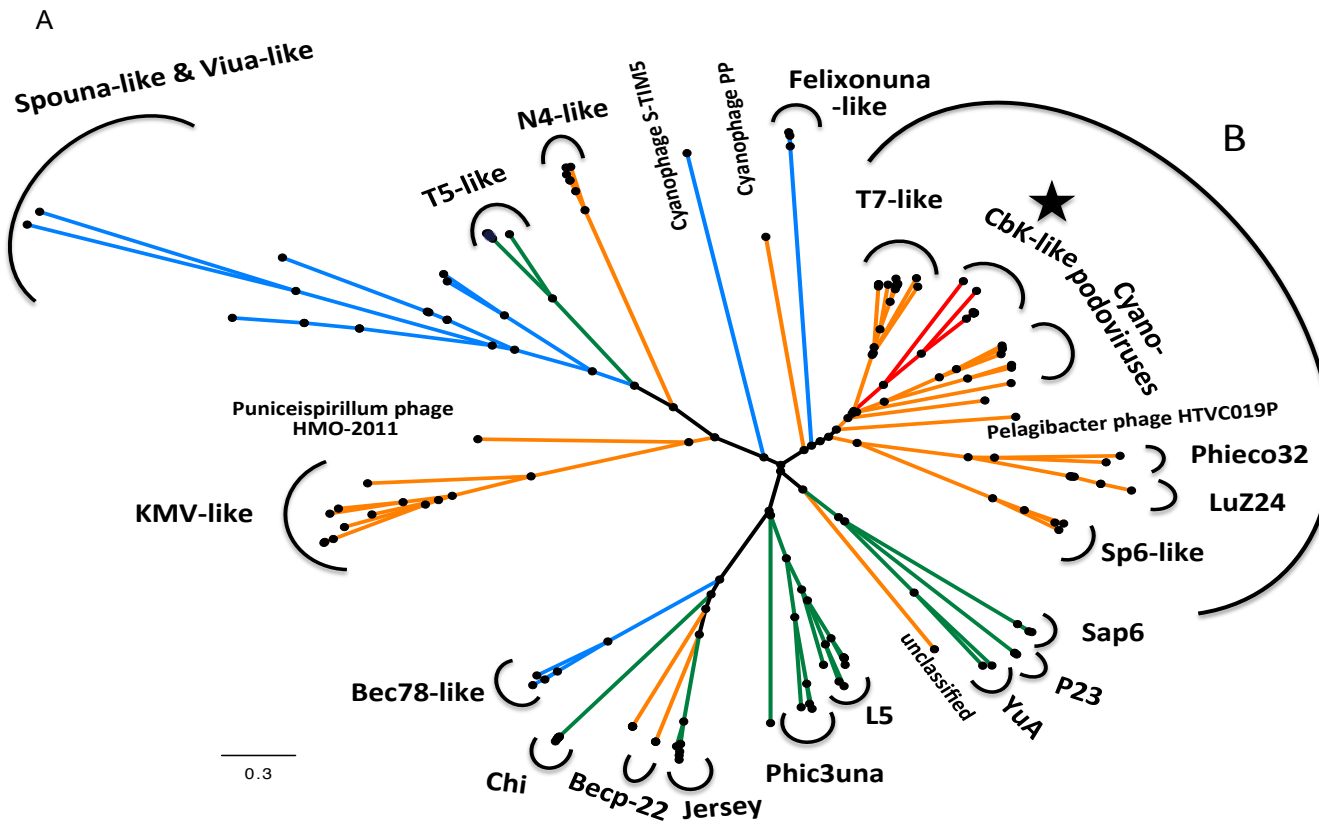 A
Spouna-like & Viua-like
N4-like
T5-like
Cyanophage S-TIM5
Cyanophage PP
Felixonuna
-like
B
T7-like
CbK-like
Cyano-
podoviruses
Pelagibacter phage HTVC019P
Phieco32
LuZ24
Sp6-like
Puniceispirillum phage
HMO-2011
KMV-like
Sap6
P23
YuA
unclassified
L5
Phic3una
Jersey
Becp-22
Chi
Bec78-like
0.3